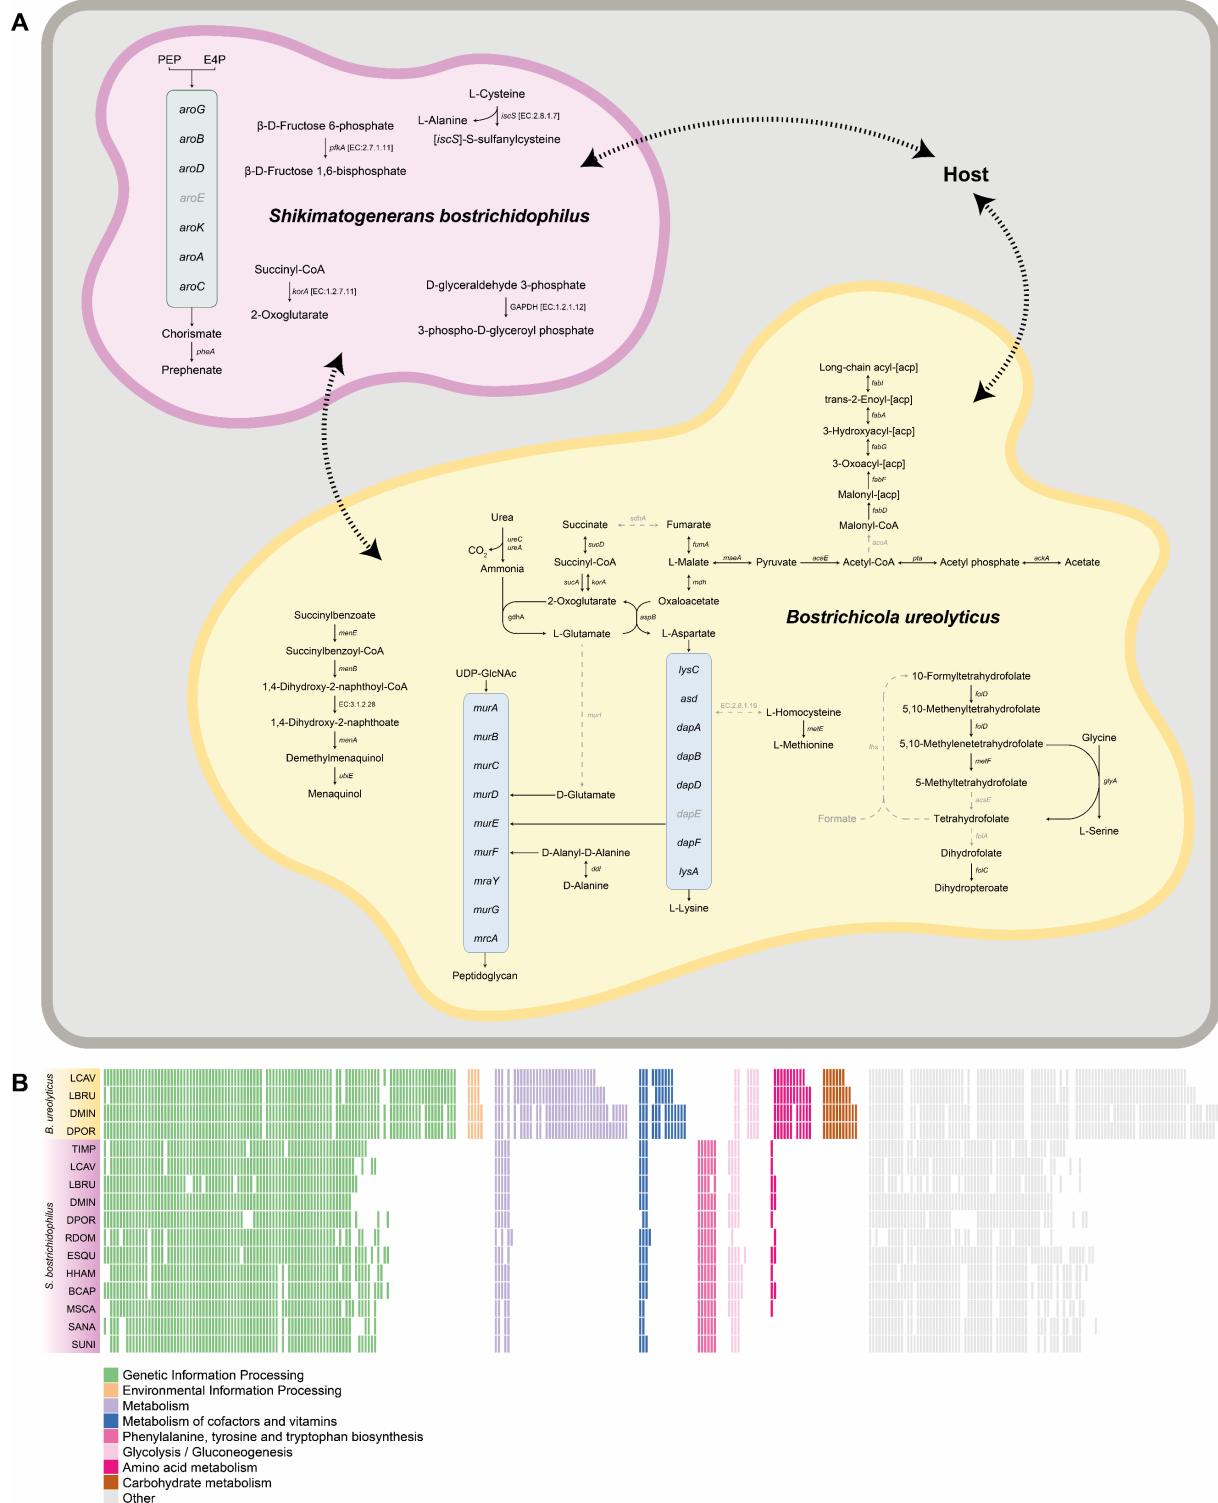 A
PEP E4P
aroG
aroB
aroD
aroE
aroK
aroA
aroC
Chorismate
pheA
Prephenate
β-D-Fructose 6-phosphate
pfkA [EC:2.7.1.11]
β-D-Fructose 1,6-bisphosphate
L-Cysteine
L-Alanine
iscS [EC:2.8.1.7]
[iscS]-S-sulfanylcysteine
Shikimatogenerans bostrichidophilus
Succinyl-CoA
korA [EC:1.2.7.11]
2-Oxoglutarate
D-glyceraldehyde 3-phosphate
GAPDH [EC:1.2.1.12]
3-phospho-D-glyceroyl phosphate
Host
Long-chain acyl-[acp]
fabI
trans-2-Enoyl-[acp]
fabA
3-Hydroxyacyl-[acp]
fabG
3-Oxoacyl-[acp]
fabF
Malonyl-[acp]
fabD
Malonyl-CoA
accA
Urea
ureC
ureA
CO2
Ammonia
gdhA
Succinate
sdhA
Fumarate
sucD
fumA
Succinyl-CoA
L-Malate
maeA
Pyruvate
aceE
Acetyl-CoA
pta
Acetyl phosphate
ackA
Acetate
sucA
korA
mdh
2-Oxoglutarate
Oxaloacetate
aspB
L-Glutamate
L-Aspartate
Bostrichicola ureolyticus
Succinylbenzoate
menE
Succinylbenzoyl-CoA
menB
1,4-Dihydroxy-2-naphthoyl-CoA
EC:3.1.2.28
1,4-Dihydroxy-2-naphthoate
menA
Demethylmenaquinol
ubiE
Menaquinol
UDP-GlcNAc
murA
murB
murC
murD
murE
murF
mraY
murG
mrcA
Peptidoglycan
murI
D-Glutamate
D-Alanyl-D-Alanine
ddl
D-Alanine
lysC
asd
dapA
dapB
dapD
dapE
dapF
lysA
L-Lysine
L-Homocysteine
metE
L-Methionine
10-Formyltetrahydrofolate
folD
5,10-Methenyltetrahydrofolate
folD
5,10-Methylenetetrahydrofolate
metF
5-Methyltetrahydrofolate
acsE
Tetrahydrofolate
folA
Dihydrofolate
folC
Dihydropteroate
fhs
Formate
Glycine
glyA
L-Serine
B
B. ureolyticus
LCAV
LBRU
DMIN
DPOR
S. bostrichidophilus
TIMP
LCAV
LBRU
DMIN
DPOR
RDOM
ESQU
HHAM
BCAP
MSCA
SANA
SUNI
Genetic Information Processing
Environmental Information Processing
Metabolism
Metabolism of cofactors and vitamins
Phenylalanine, tyrosine and tryptophan biosynthesis
Glycolysis / Gluconeogenesis
Amino acid metabolism
Carbohydrate metabolism
Other